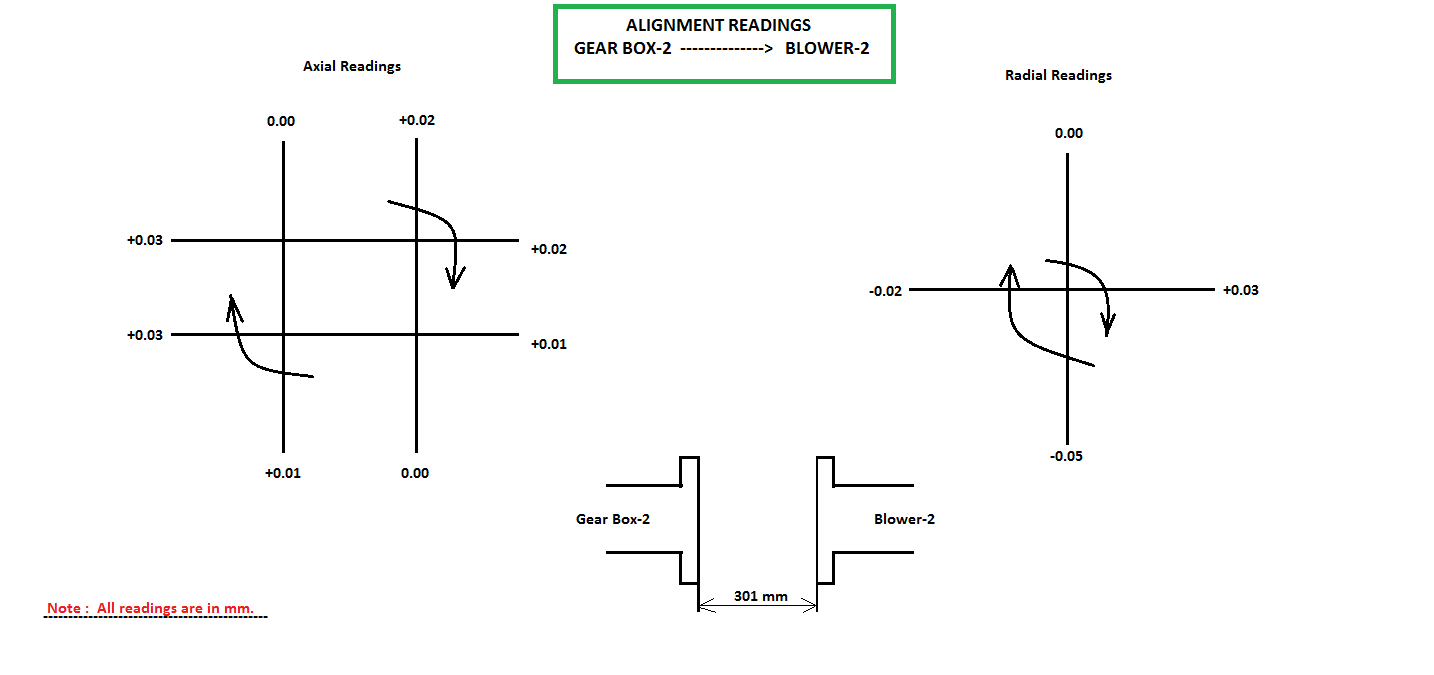 ALIGNMENT READINGS
GEAR BOX-2 --------------> BLOWER-2
Axial Readings
Radial Readings
0.00
+0.02
0.00
+0.03
+0.02
-0.02
+0.03
+0.03
+0.01
+0.01
0.00
-0.05
Gear Box-2
Blower-2
301 mm
Note : All readings are in mm.